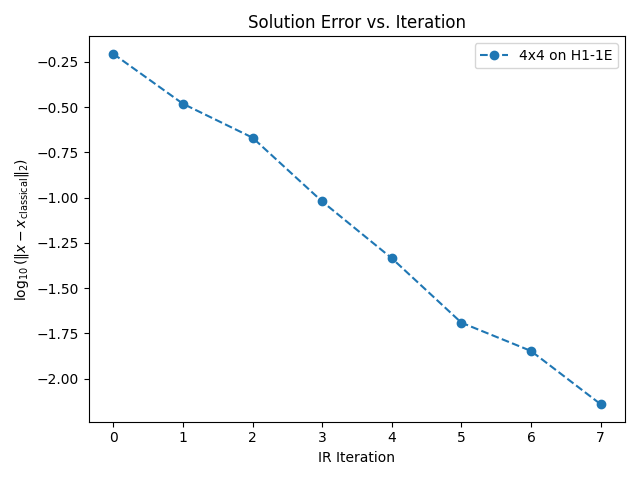 Solution Error vs. Iteration
4x4 on H1-1E
−0.25
−0.50
−0.75
−1.00
−1.25
−1.50
−1.75
−2.00
log₁₀(‖x − x_classical‖₂)
0 1 2 3 4 5 6 7
IR Iteration